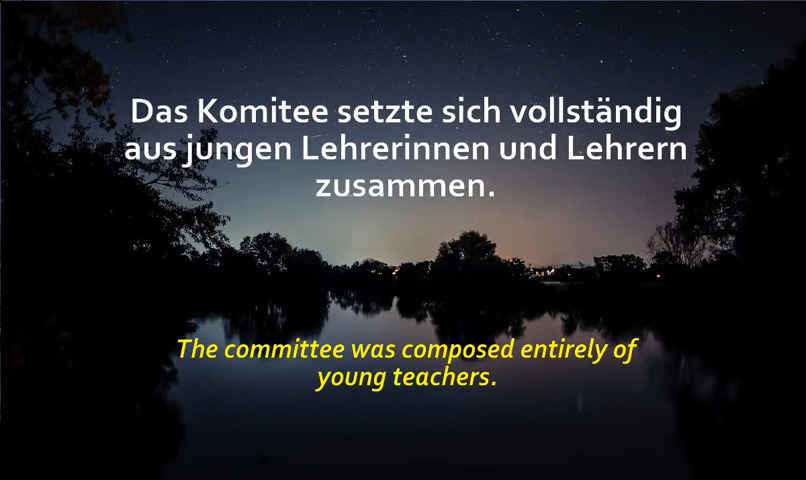 Das Komitee setzte sich vollständig
aus jungen Lehrerinnen und Lehrern
zusammen.
The committee was composed entirely of
young teachers.